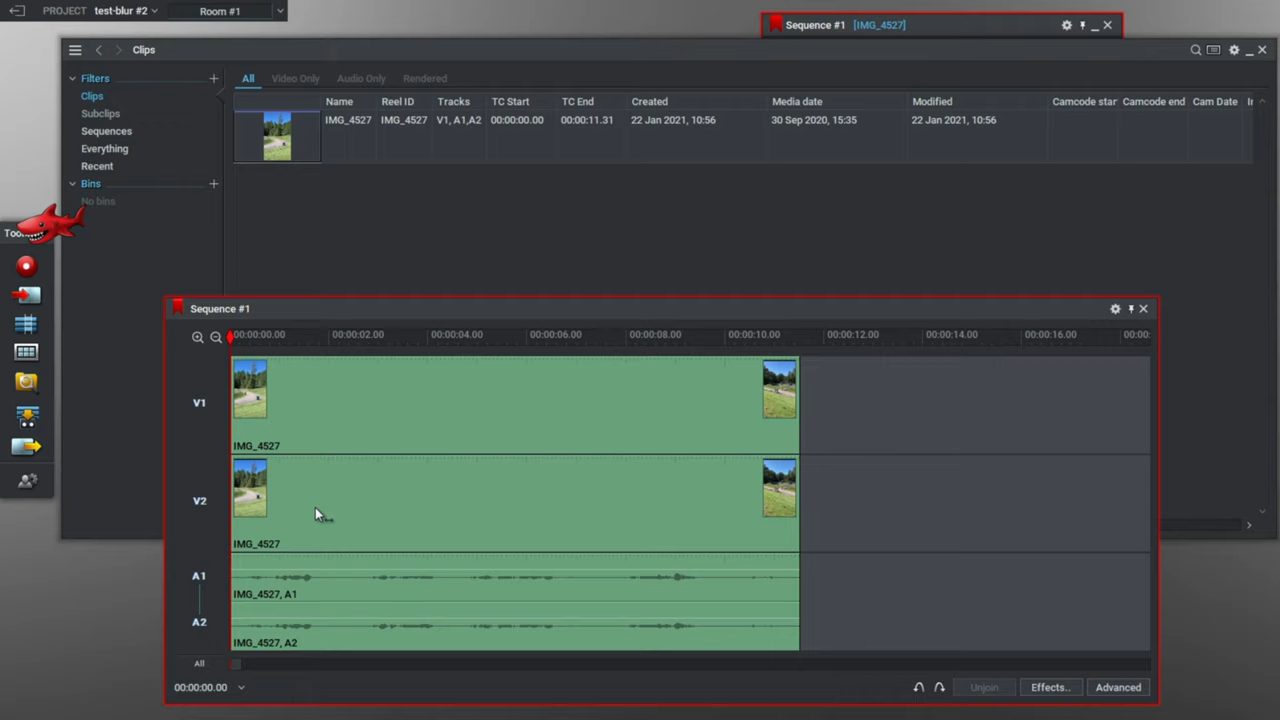 PROJECT test-blur #2 Room #1
Sequence #1 [IMG_4527]
Clips
Filters
Clips
Subclips
Sequences
Everything
Recent
Bins
No bins
All Video Only Audio Only Rendered
Name Reel ID Tracks TC Start TC End Created Media date Modified Camcode star Camcode end Cam Date
IMG_4527 IMG_4527 V1, A1,A2 00:00:00.00 00:00:11.31 22 Jan 2021, 10:56 30 Sep 2020, 15:35 22 Jan 2021, 10:56
Sequence #1
00:00:00.00 00:00:02.00 00:00:04.00 00:00:06.00 00:00:08.00 00:00:10.00 00:00:12.00 00:00:14.00 00:00:16.00 00:00:
V1
IMG_4527
V2
IMG_4527
A1
IMG_4527, A1
A2
IMG_4527, A2
All
00:00:00.00 Unjoin Effects.. Advanced